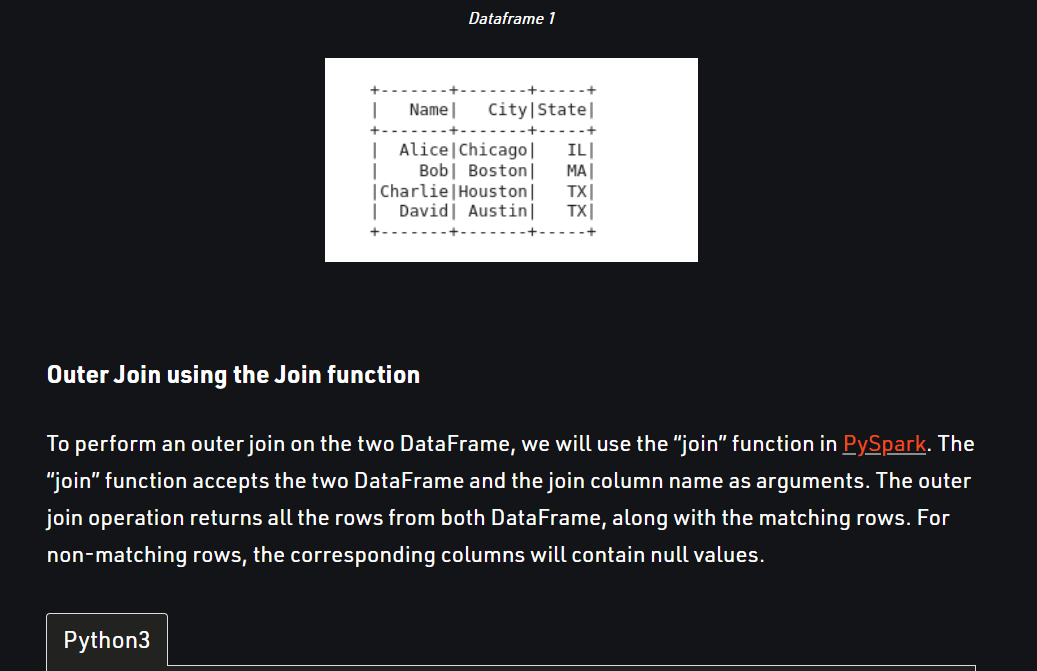 Dataframe 1
+-------+-------+-----+
|   Name|   City|State|
+-------+-------+-----+
|  Alice|Chicago|   IL|
|    Bob| Boston|   MA|
|Charlie|Houston|   TX|
|  David| Austin|   TX|
+-------+-------+-----+
Outer Join using the Join function
To perform an outer join on the two DataFrame, we will use the “join” function in PySpark. The
“join” function accepts the two DataFrame and the join column name as arguments. The outer
join operation returns all the rows from both DataFrame, along with the matching rows. For
non-matching rows, the corresponding columns will contain null values.
Python3